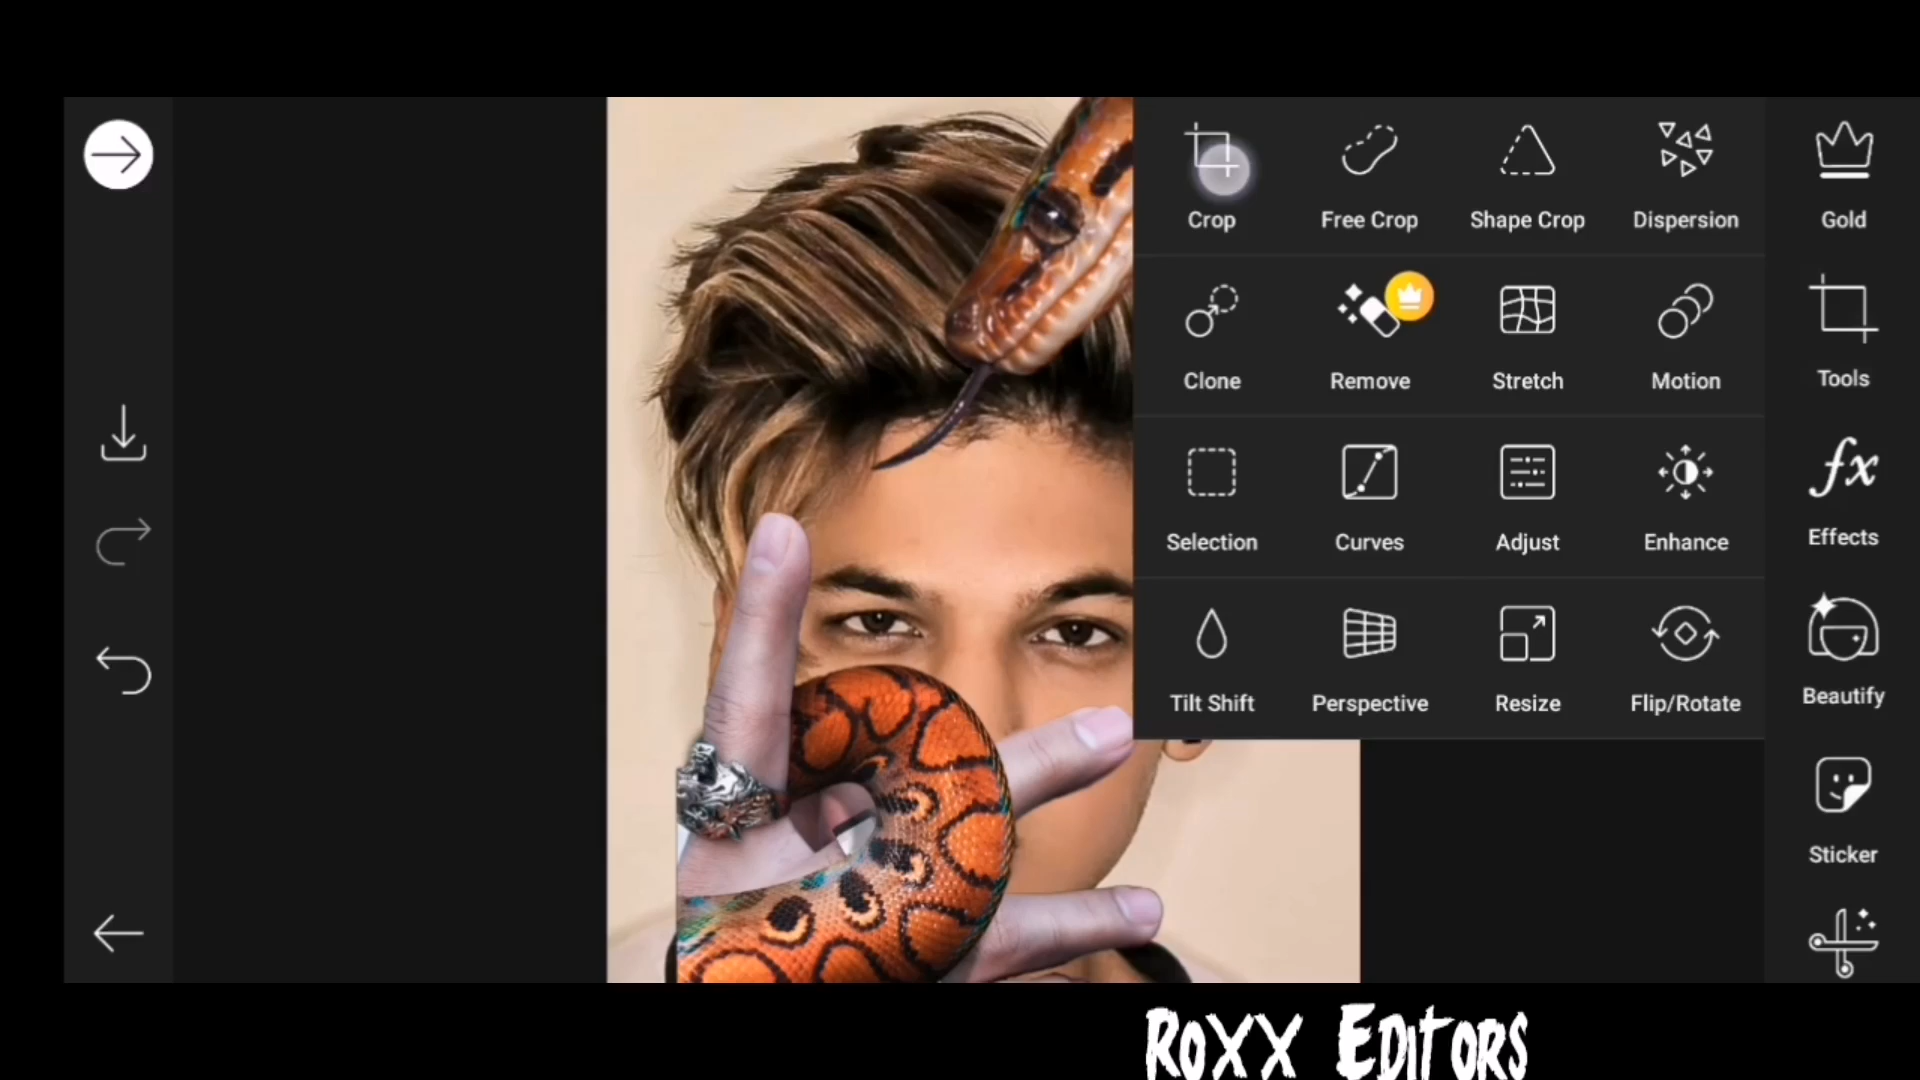 Crop Free Crop Shape Crop Dispersion Gold
Clone Remove Stretch Motion Tools
Selection Curves Adjust Enhance Effects
Tilt Shift Perspective Resize Flip/Rotate Beautify
Sticker
Roxx Editors